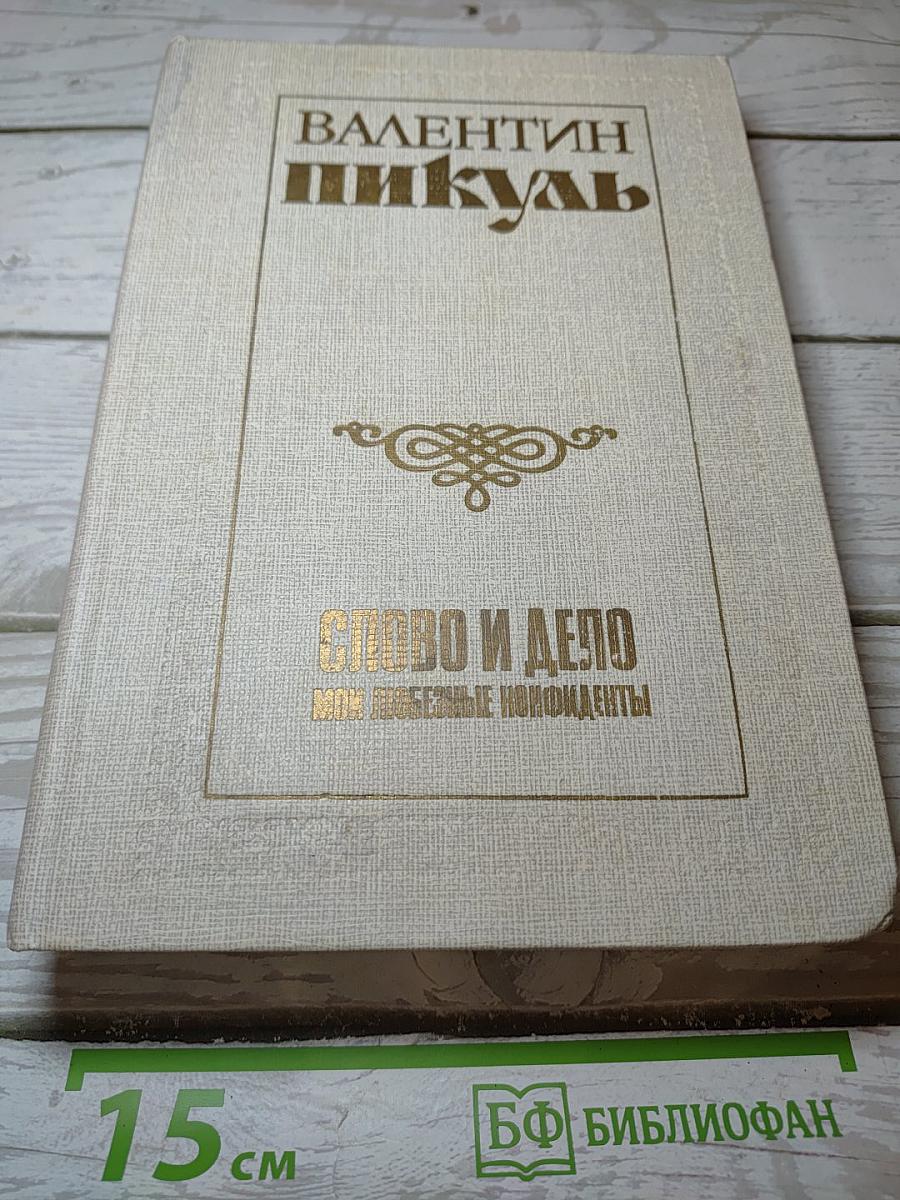 ВАЛЕНТИН
ПИКУЛЬ
СЛОВО И ДЕЛО
МОИ ЛЮБЕЗНЫЕ КОНФИДЕНТЫ
15 см
БФ БИБЛИОФАН